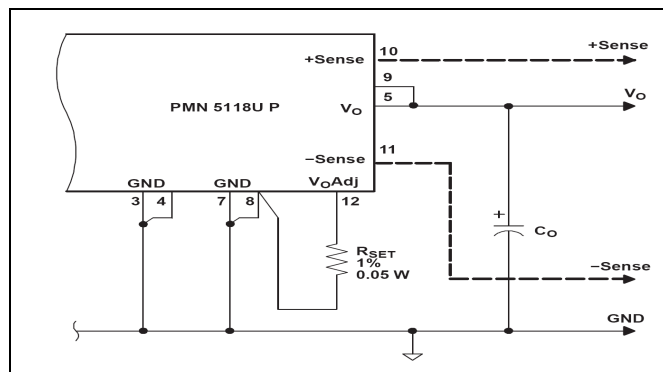 +Sense
10
+Sense
9
5
VO
VO
PMN 5118U P
11
–Sense
GND
GND
VOAdj
3
4
7
8
12
+
CO
RSET
1%
0.05 W
–Sense
GND